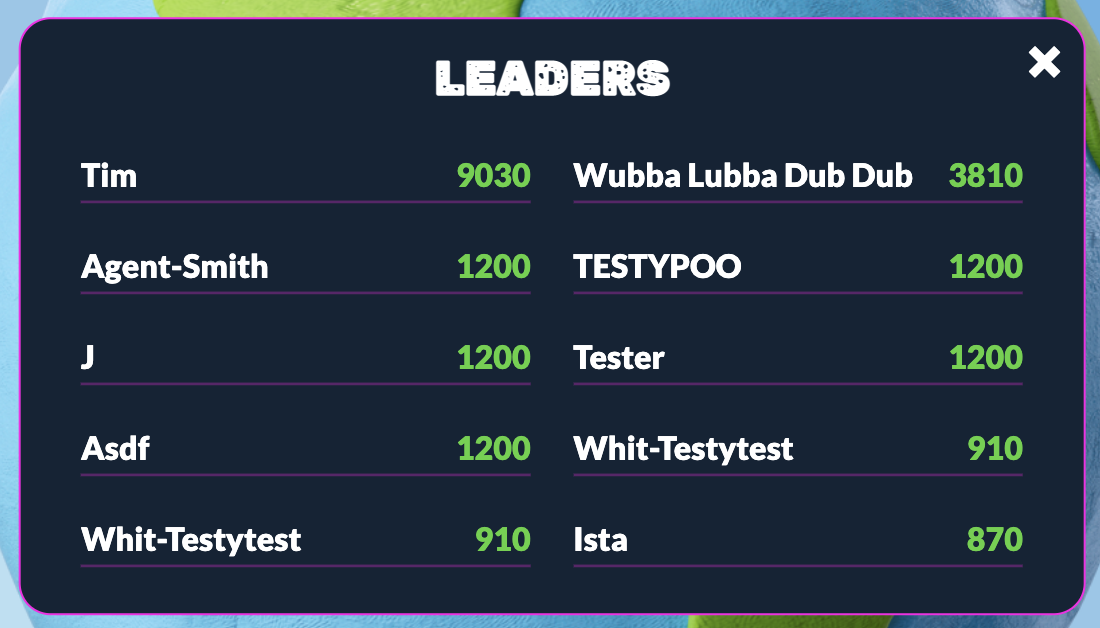 LEADERS
Tim 9030
Wubba Lubba Dub Dub 3810
Agent-Smith 1200
TESTYPOO 1200
J 1200
Tester 1200
Asdf 1200
Whit-Testytest 910
Whit-Testytest 910
Ista 870